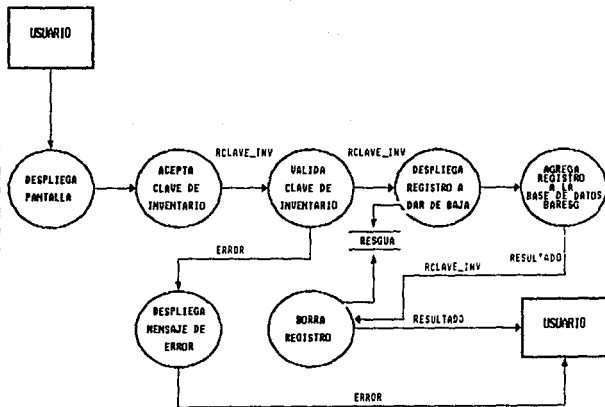 USUARIO
RCLAVE_INV
RCLAVE_INV
DESPLIEGA
PANTALLA
ACEPTA
CLAVE DE
INVENTARIO
VALIDA
CLAVE DE
INVENTARIO
DESPLIEGA
REGISTRO A
DAR DE BAJA
AGREGA
REGISTRO
A LA
BASE DE DATOS
BARESG
RESGUA
ERROR
RESULTADO
RCLAVE_INV
DESPLIEGA
MENSAJE DE
ERROR
BORRA
REGISTRO
RESULTADO
USUARIO
ERROR